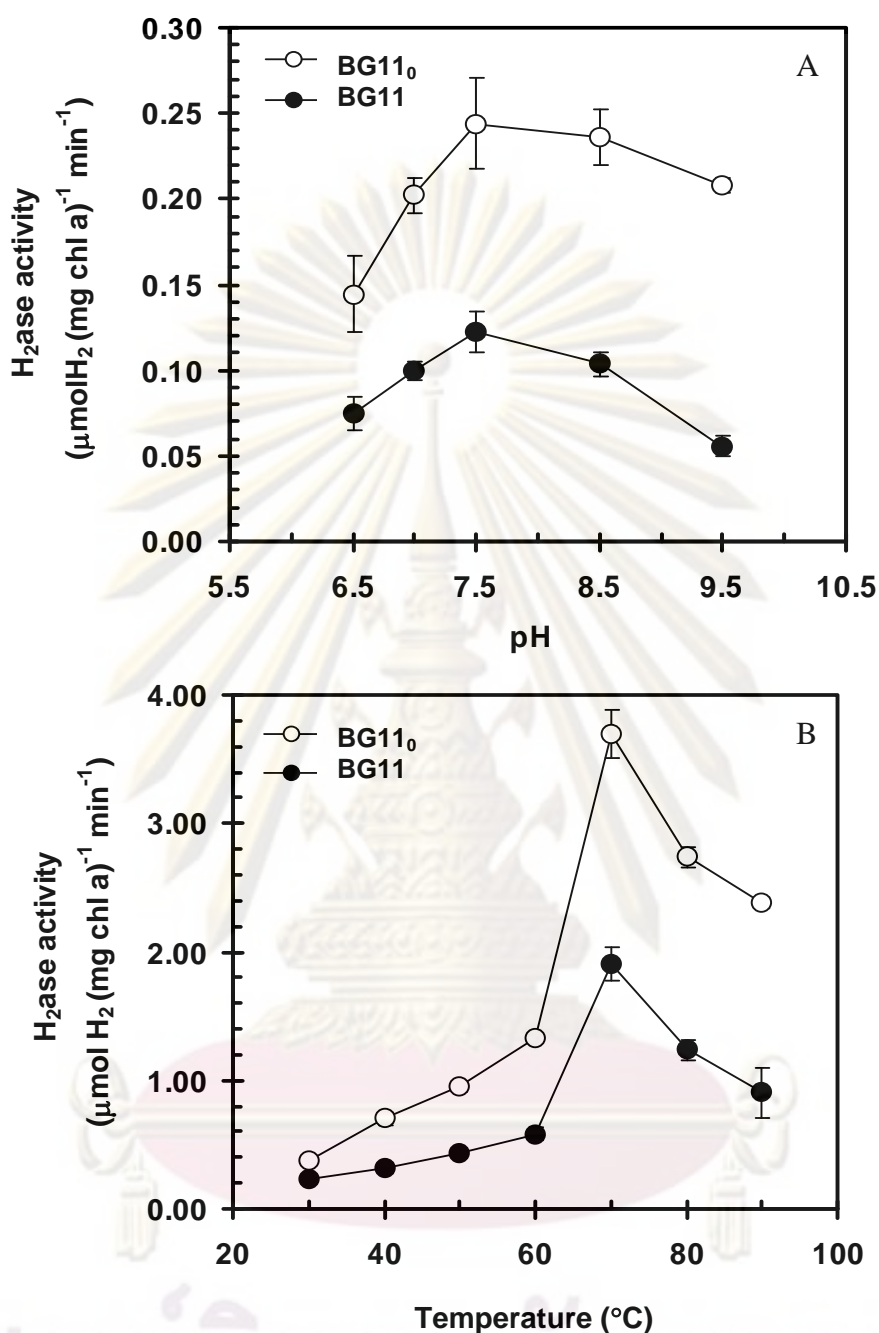 A
BG11₀
BG11
H₂ase activity
(μmolH₂ (mg chl a)⁻¹ min⁻¹)
0.30
0.25
0.20
0.15
0.10
0.05
0.00
5.5 6.5 7.5 8.5 9.5 10.5
pH
B
BG11₀
BG11
H₂ase activity
(μmol H₂ (mg chl a)⁻¹ min⁻¹)
4.00
3.00
2.00
1.00
0.00
20 40 60 80 100
Temperature (°C)